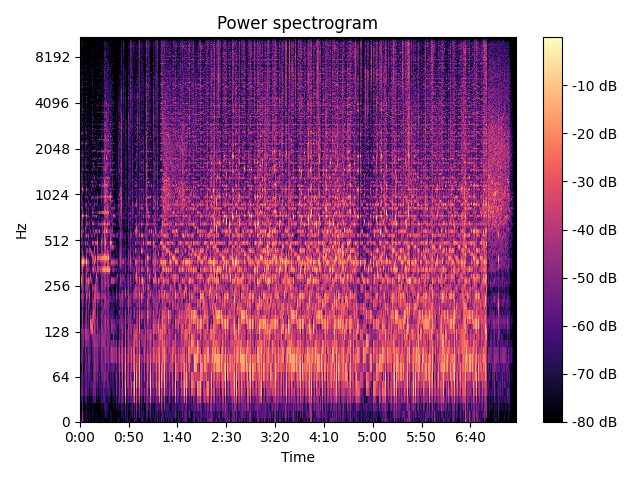 Power spectrogram
8192
4096
2048
1024
512
256
128
64
0
Hz
0:00 0:50 1:40 2:30 3:20 4:10 5:00 5:50 6:40
Time
-10 dB
-20 dB
-30 dB
-40 dB
-50 dB
-60 dB
-70 dB
-80 dB